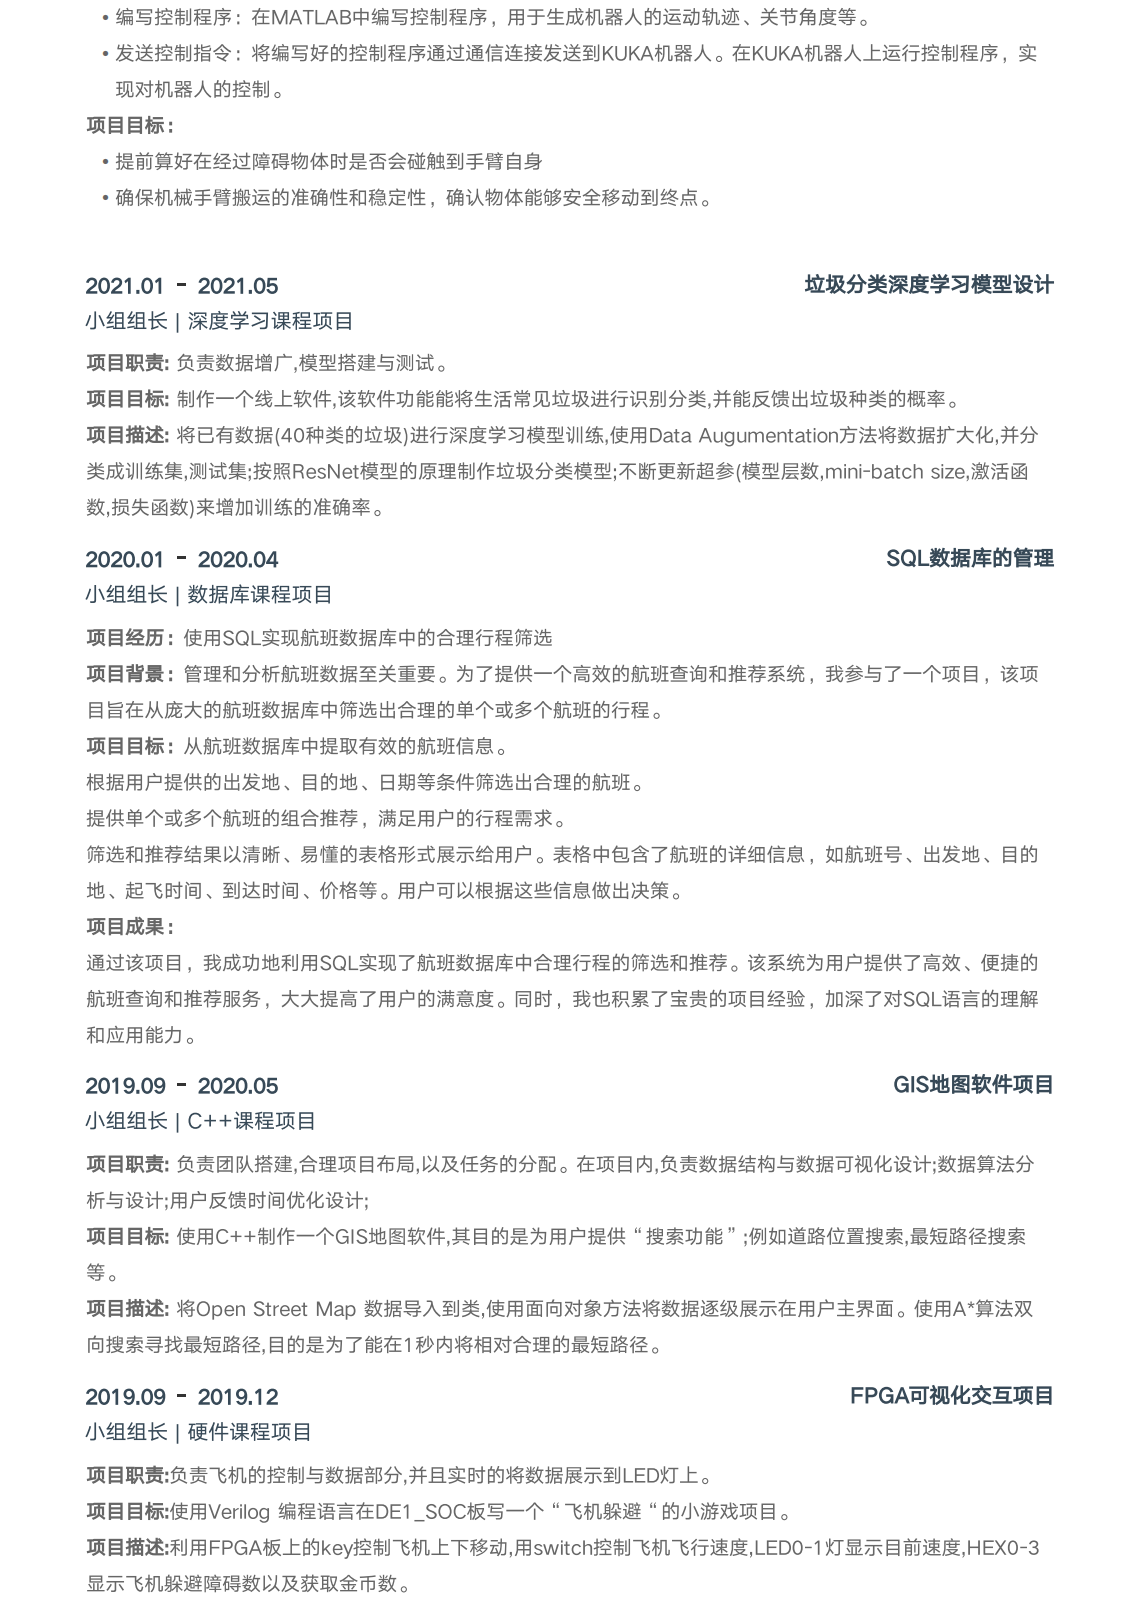 • 编写控制程序：在MATLAB中编写控制程序，用于生成机器人的运动轨迹、关节角度等。
• 发送控制指令：将编写好的控制程序通过通信连接发送到KUKA机器人。在KUKA机器人上运行控制程序，实
现对机器人的控制。
项目目标：
• 提前算好在经过障碍物体时是否会碰触到手臂自身
• 确保机械手臂搬运的准确性和稳定性，确认物体能够安全移动到终点。
2021.01 - 2021.05 垃圾分类深度学习模型设计
小组组长 | 深度学习课程项目
项目职责: 负责数据增广,模型搭建与测试。
项目目标: 制作一个线上软件,该软件功能能将生活常见垃圾进行识别分类,并能反馈出垃圾种类的概率。
项目描述: 将已有数据(40种类的垃圾)进行深度学习模型训练,使用Data Augumentation方法将数据扩大化,并分
类成训练集,测试集;按照ResNet模型的原理制作垃圾分类模型;不断更新超参(模型层数,mini-batch size,激活函
数,损失函数)来增加训练的准确率。
2020.01 - 2020.04 SQL数据库的管理
小组组长 | 数据库课程项目
项目经历：使用SQL实现航班数据库中的合理行程筛选
项目背景：管理和分析航班数据至关重要。为了提供一个高效的航班查询和推荐系统，我参与了一个项目，该项
目旨在从庞大的航班数据库中筛选出合理的单个或多个航班的行程。
项目目标：从航班数据库中提取有效的航班信息。
根据用户提供的出发地、目的地、日期等条件筛选出合理的航班。
提供单个或多个航班的组合推荐，满足用户的行程需求。
筛选和推荐结果以清晰、易懂的表格形式展示给用户。表格中包含了航班的详细信息，如航班号、出发地、目的
地、起飞时间、到达时间、价格等。用户可以根据这些信息做出决策。
项目成果：
通过该项目，我成功地利用SQL实现了航班数据库中合理行程的筛选和推荐。该系统为用户提供了高效、便捷的
航班查询和推荐服务，大大提高了用户的满意度。同时，我也积累了宝贵的项目经验，加深了对SQL语言的理解
和应用能力。
2019.09 - 2020.05 GIS地图软件项目
小组组长 | C++课程项目
项目职责: 负责团队搭建,合理项目布局,以及任务的分配。在项目内,负责数据结构与数据可视化设计;数据算法分
析与设计;用户反馈时间优化设计;
项目目标: 使用C++制作一个GIS地图软件,其目的是为用户提供“搜索功能”;例如道路位置搜索,最短路径搜索
等。
项目描述: 将Open Street Map 数据导入到类,使用面向对象方法将数据逐级展示在用户主界面。使用A*算法双
向搜索寻找最短路径,目的是为了能在1秒内将相对合理的最短路径。
2019.09 - 2019.12 FPGA可视化交互项目
小组组长 | 硬件课程项目
项目职责:负责飞机的控制与数据部分,并且实时的将数据展示到LED灯上。
项目目标:使用Verilog 编程语言在DE1_SOC板写一个“飞机躲避“的小游戏项目。
项目描述:利用FPGA板上的key控制飞机上下移动,用switch控制飞机飞行速度,LED0-1灯显示目前速度,HEX0-3
显示飞机躲避障碍数以及获取金币数。